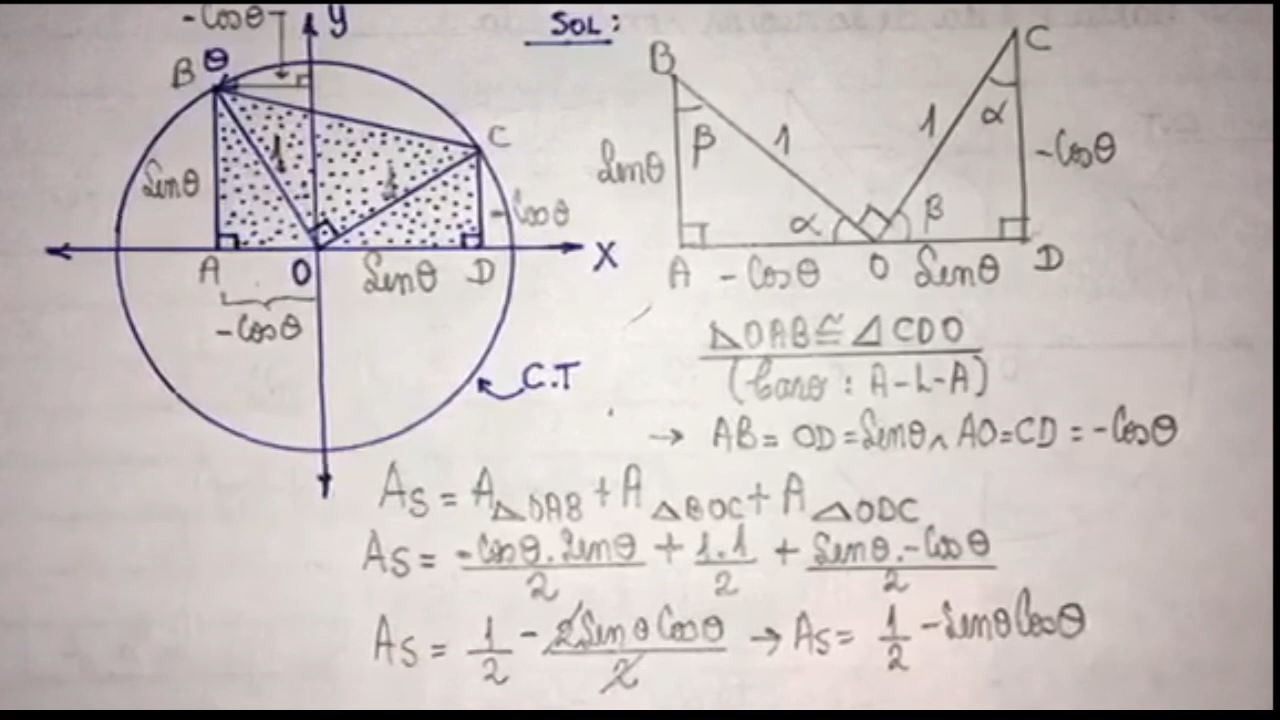 -Cosθ
y
SOL:
B θ
C
1
1
Senθ
-Cosθ
A O Senθ D X
-Cosθ
C.T
B
C
β
1
1
α
Senθ
-Cosθ
α
β
A -Cosθ O Senθ D
△OAB≅△CDO
(Caso: A-L-A)
→ AB=OD=Senθ ∧ AO=CD=-Cosθ
As = A△OAB + A△BOC + A△ODC
As = -Cosθ.Senθ/2 + 1.1/2 + Senθ.-Cosθ/2
As = 1/2 - 2SenθCosθ/2 → As = 1/2 - SenθCosθ